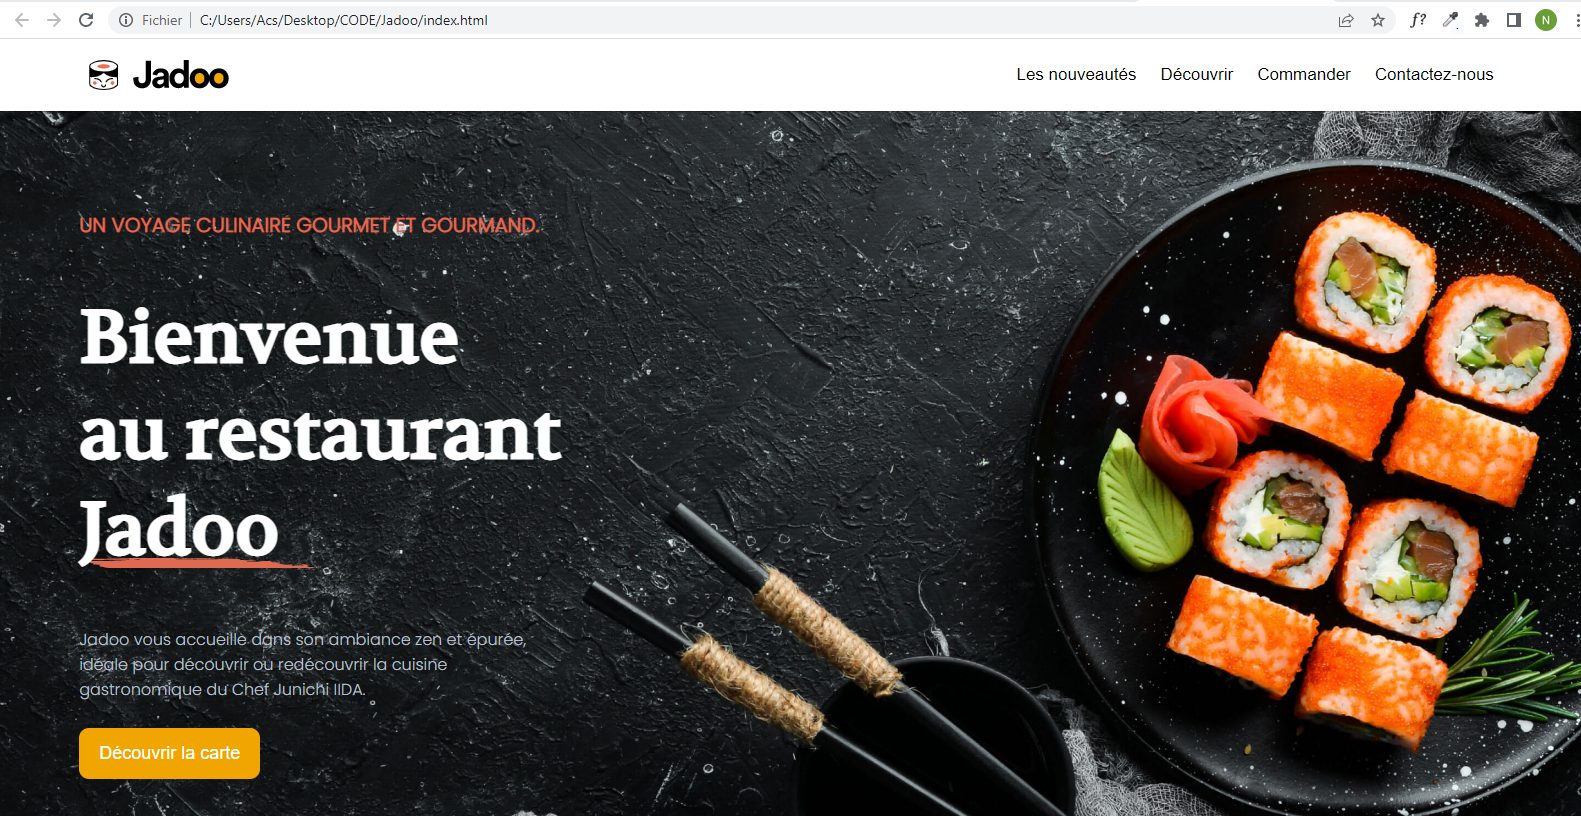 Fichier
C:/Users/Acs/Desktop/CODE/Jadoo/index.html
f?
N
Jadoo
Les nouveautés
Découvrir
Commander
Contactez-nous
UN VOYAGE CULINAIRE GOURMET ET GOURMAND.
Bienvenue
au restaurant
Jadoo
Jadoo vous accueille dans son ambiance zen et épurée,
idéale pour découvrir ou redécouvrir la cuisine
gastronomique du Chef Junichi IIDA.
Découvrir la carte